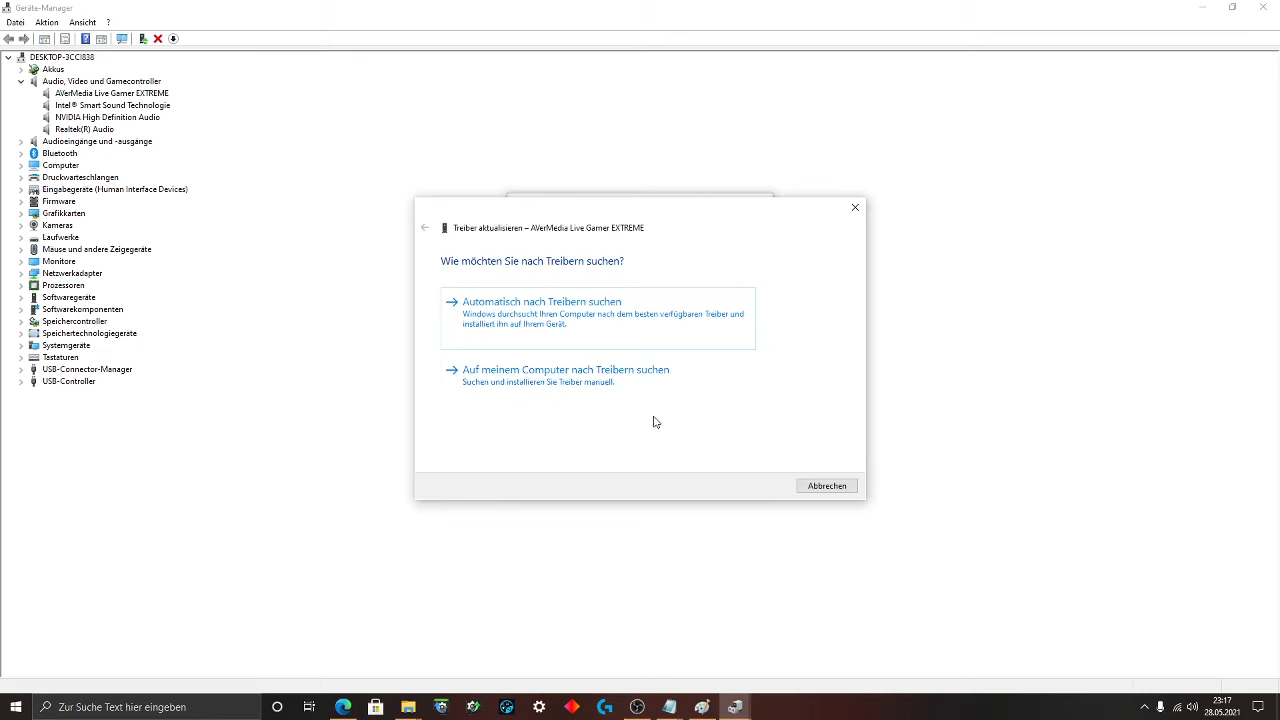 Geräte-Manager
Datei Aktion Ansicht ?
DESKTOP-3CCI838
Akkus
Audio, Video und Gamecontroller
AVerMedia Live Gamer EXTREME
Intel® Smart Sound Technologie
NVIDIA High Definition Audio
Realtek(R) Audio
Audioeingänge und -ausgänge
Bluetooth
Computer
Druckwarteschlangen
Eingabegeräte (Human Interface Devices)
Firmware
Grafikkarten
Kameras
Laufwerke
Mäuse und andere Zeigegeräte
Monitore
Netzwerkadapter
Prozessoren
Softwaregeräte
Softwarekomponenten
Speichercontroller
Speichertechnologiegeräte
Systemgeräte
Tastaturen
USB-Connector-Manager
USB-Controller
Treiber aktualisieren – AVerMedia Live Gamer EXTREME
Wie möchten Sie nach Treibern suchen?
Automatisch nach Treibern suchen
Windows durchsucht Ihren Computer nach dem besten verfügbaren Treiber und
installiert ihn auf Ihrem Gerät.
Auf meinem Computer nach Treibern suchen
Suchen und installieren Sie Treiber manuell.
Abbrechen
Zur Suche Text hier eingeben
23:17
28.05.2021